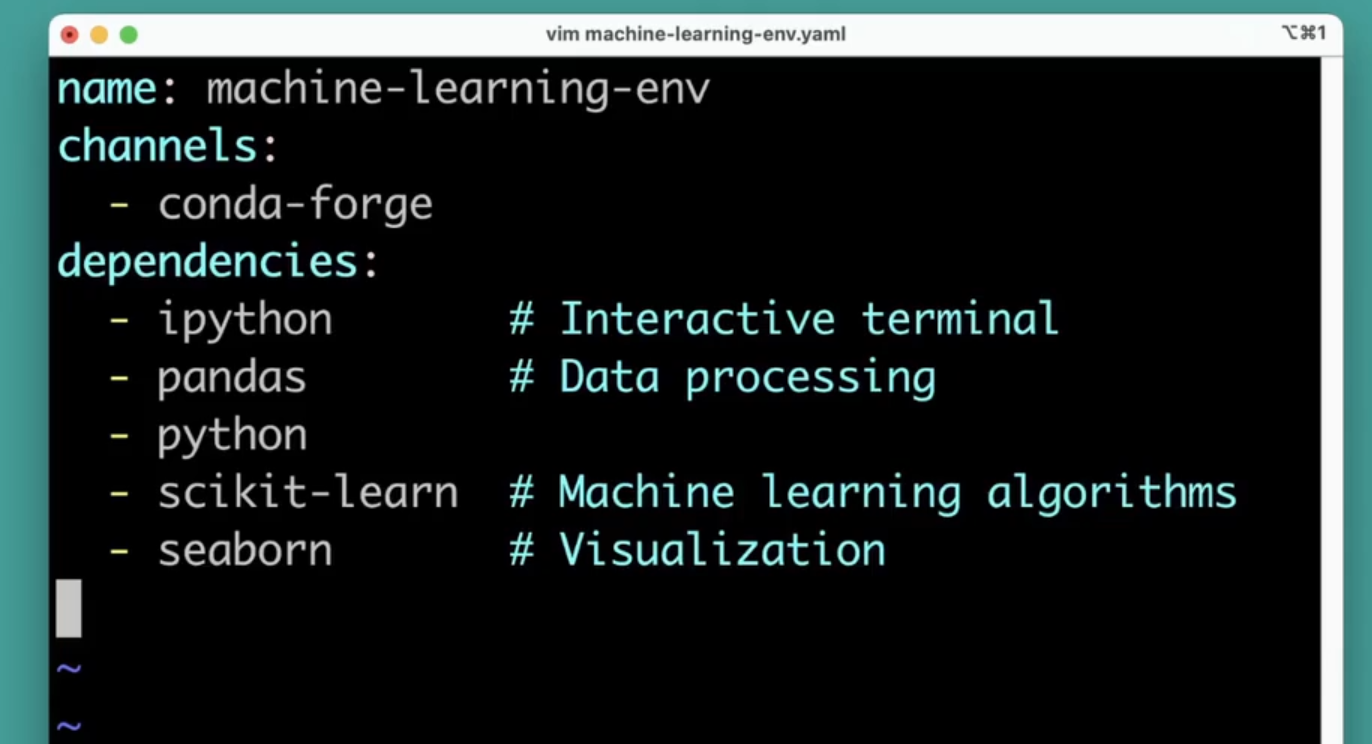 vim machine-learning-env.yaml ⌥⌘1
name: machine-learning-env
channels:
  - conda-forge
dependencies:
  - ipython       # Interactive terminal
  - pandas        # Data processing
  - python
  - scikit-learn  # Machine learning algorithms
  - seaborn       # Visualization
~
~